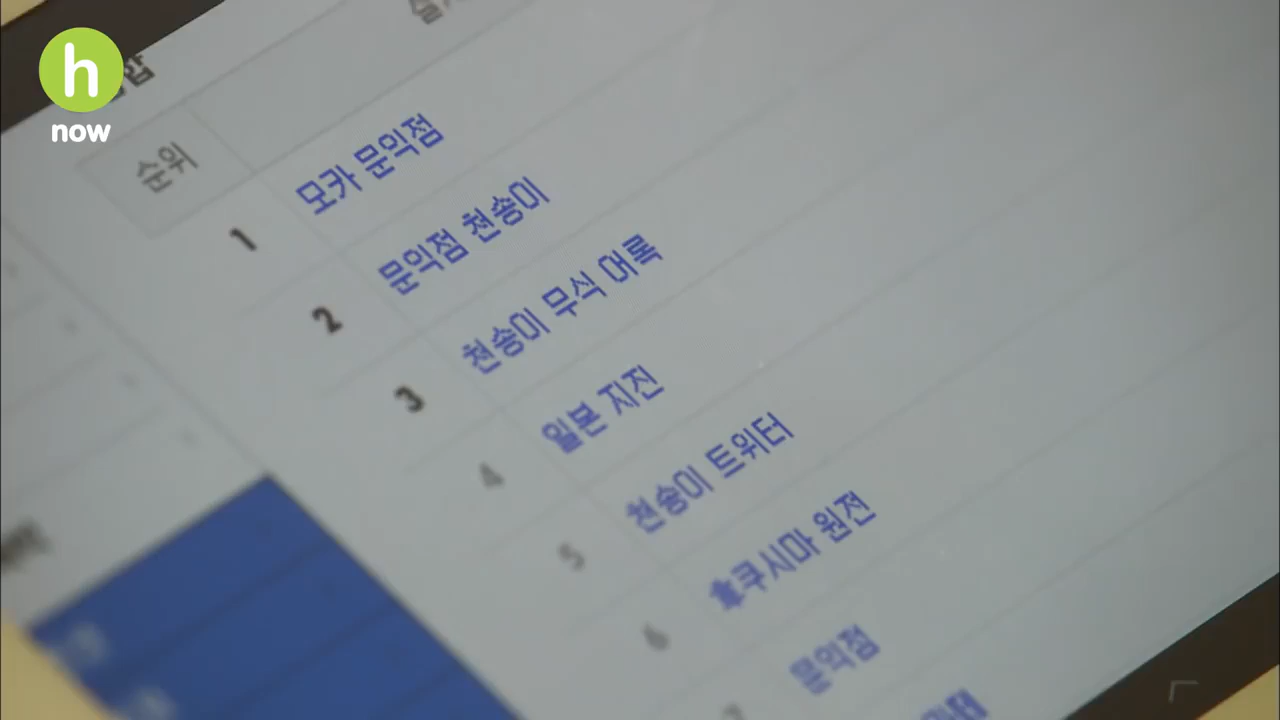 h
now
순위
1 모카 문익점
2 문익점 천송이
3 천송이 무식 어록
4 일본 지진
5 천송이 트위터
6 후쿠시마 원전
7 문익점